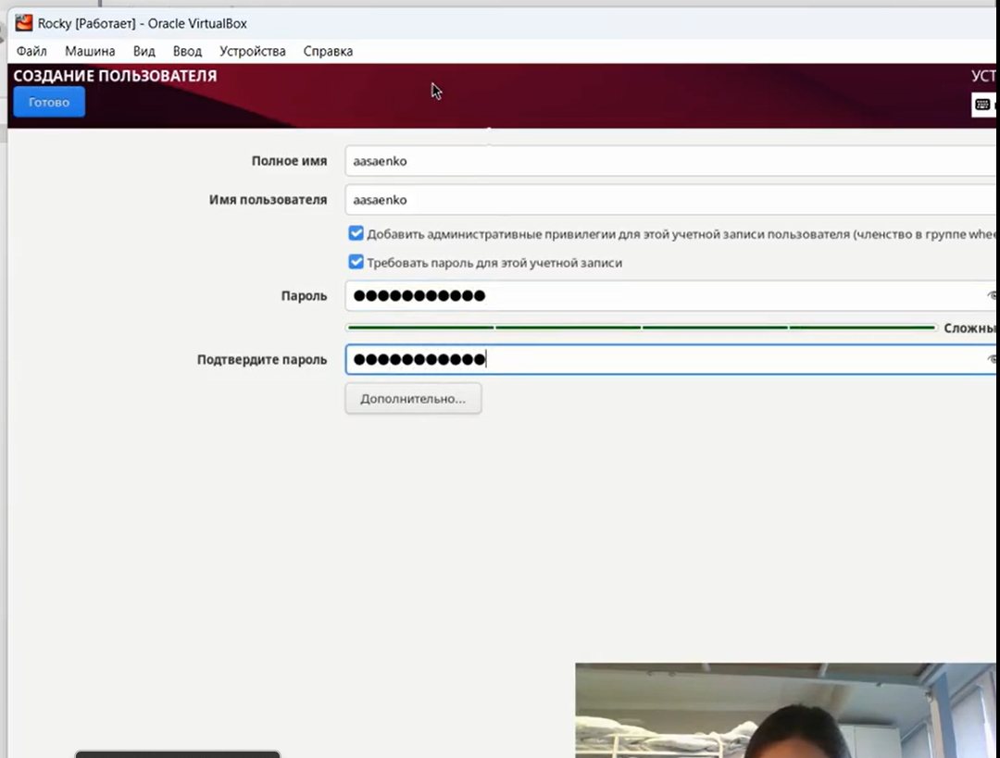 Rocky [Работает] - Oracle VirtualBox
Файл Машина Вид Ввод Устройства Справка
СОЗДАНИЕ ПОЛЬЗОВАТЕЛЯ
УСТ
Готово
Полное имя aasaenko
Имя пользователя aasaenko
Добавить административные привилегии для этой учетной записи пользователя (членство в группе whee
Требовать пароль для этой учетной записи
Пароль ●●●●●●●●●●●
Сложны
Подтвердите пароль ●●●●●●●●●●●
Дополнительно...